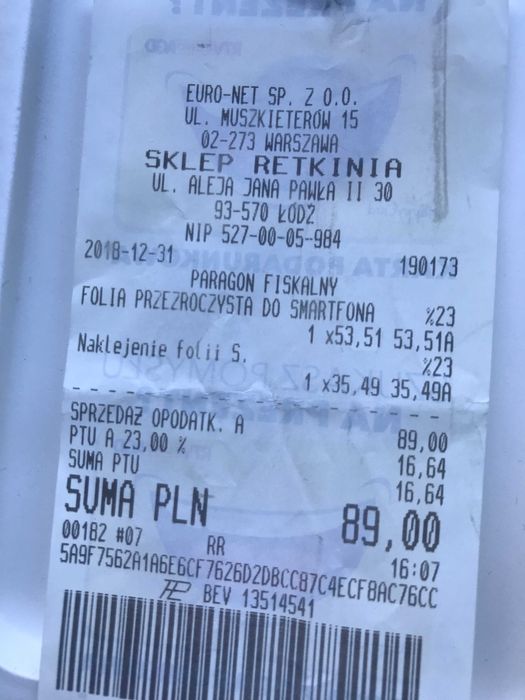 EURO-NET SP. Z O.O.
UL. MUSZKIETERÓW 15
02-273 WARSZAWA
SKLEP RETKINIA
UL. ALEJA JANA PAWŁA II 30
93-570 ŁÓDŹ
NIP 527-00-05-984
2018-12-31 190173
PARAGON FISKALNY
FOLIA PRZEZROCZYSTA DO SMARTFONA %23
1 x53,51 53,51A
Naklejenie folii S. %23
1 x35,49 35,49A
SPRZEDAŻ OPODATK. A 89,00
PTU A 23,00 % 16,64
SUMA PTU 16,64
SUMA PLN 89,00
00182 #07 RR 16:07
5A9F7562A1A6E6CF7626D2DBCC87C4ECF8AC76CC
BEV 13514541